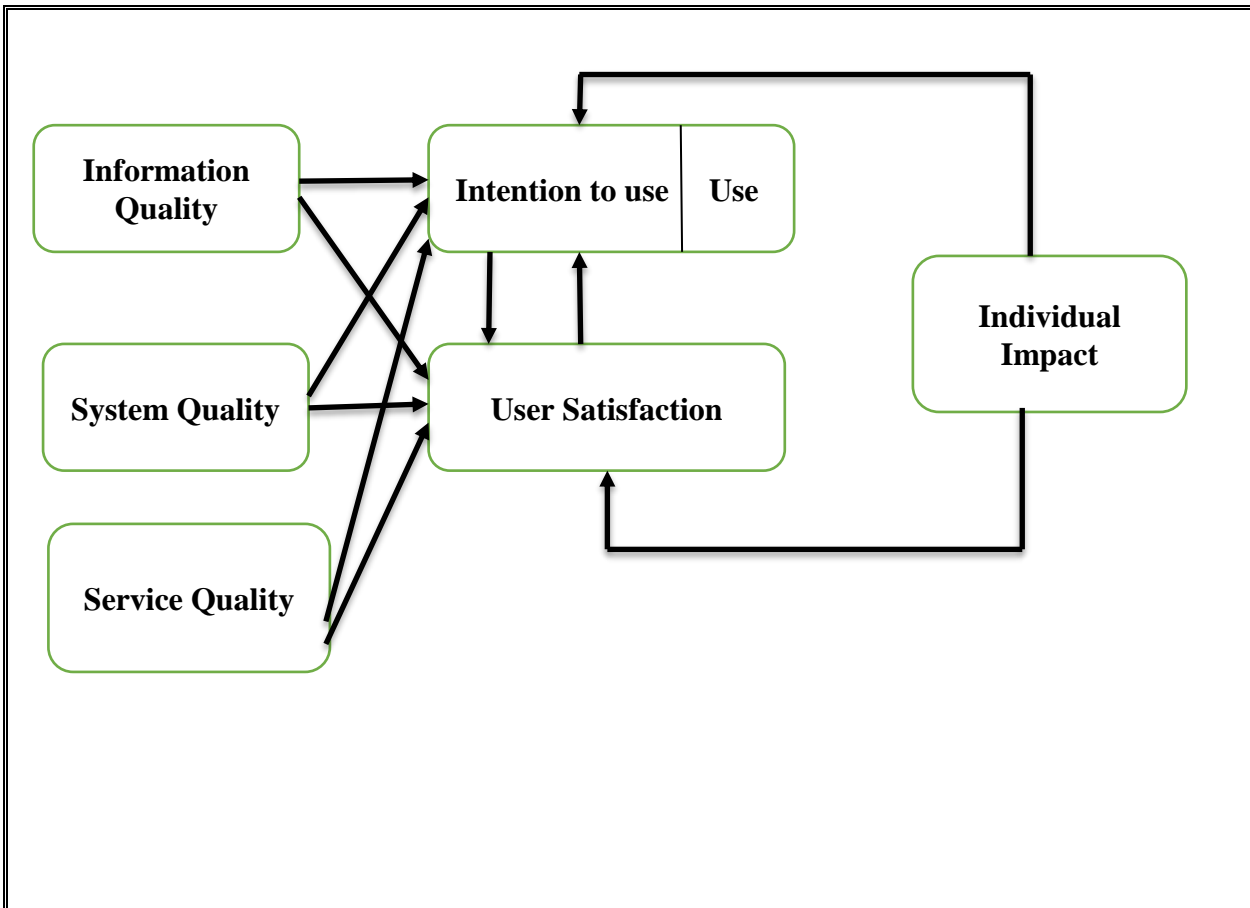 Information
Quality
Intention to use
Use
Individual
Impact
System Quality
User Satisfaction
Service Quality